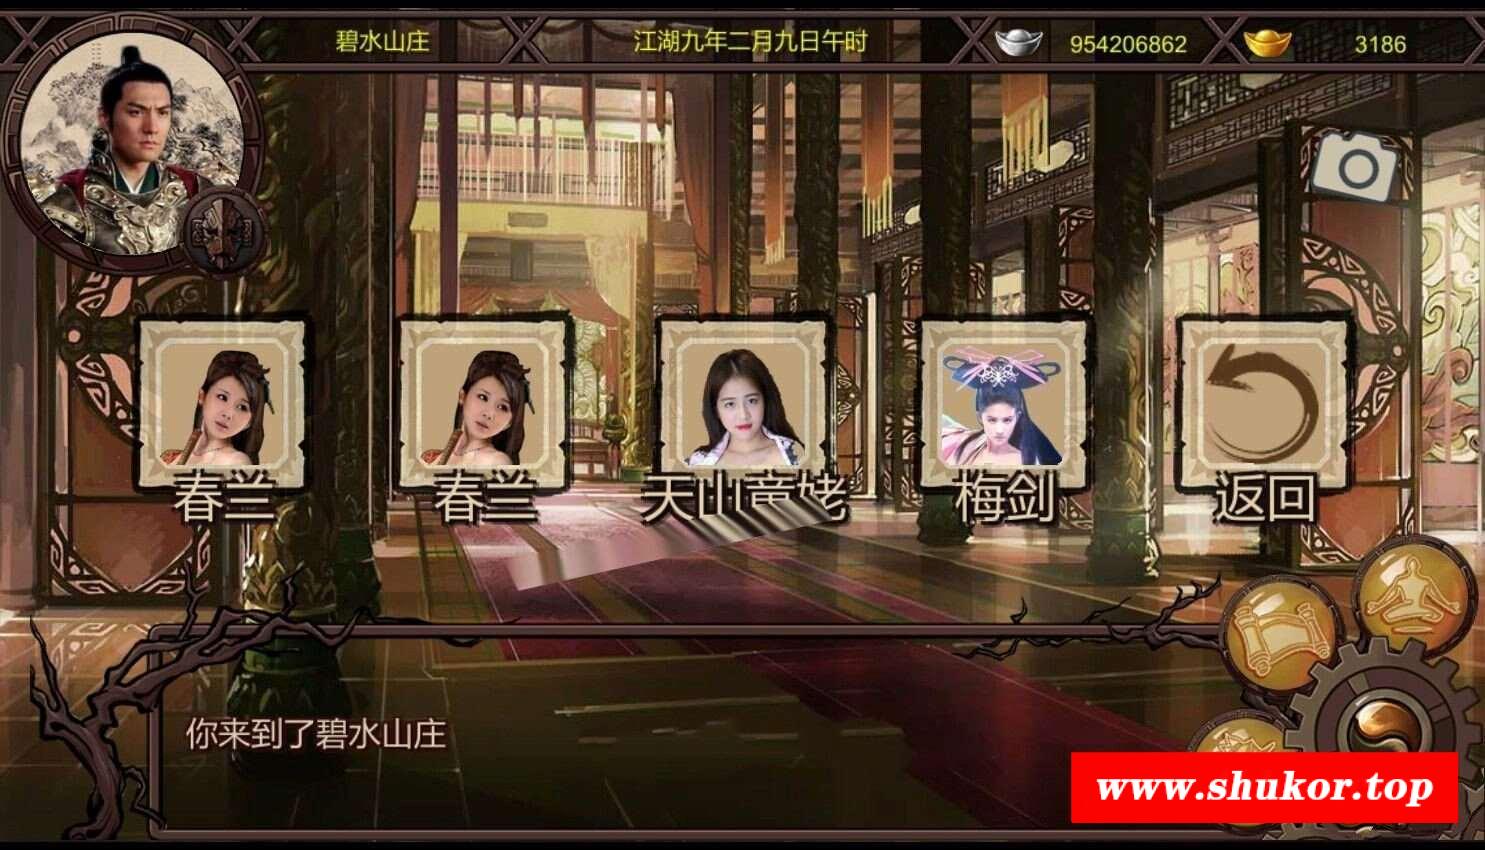 碧水山庄
江湖九年二月九日午时
954206862
3186
春兰
春兰
天山童姥
梅剑
返回
你来到了碧水山庄
www.shukor.top